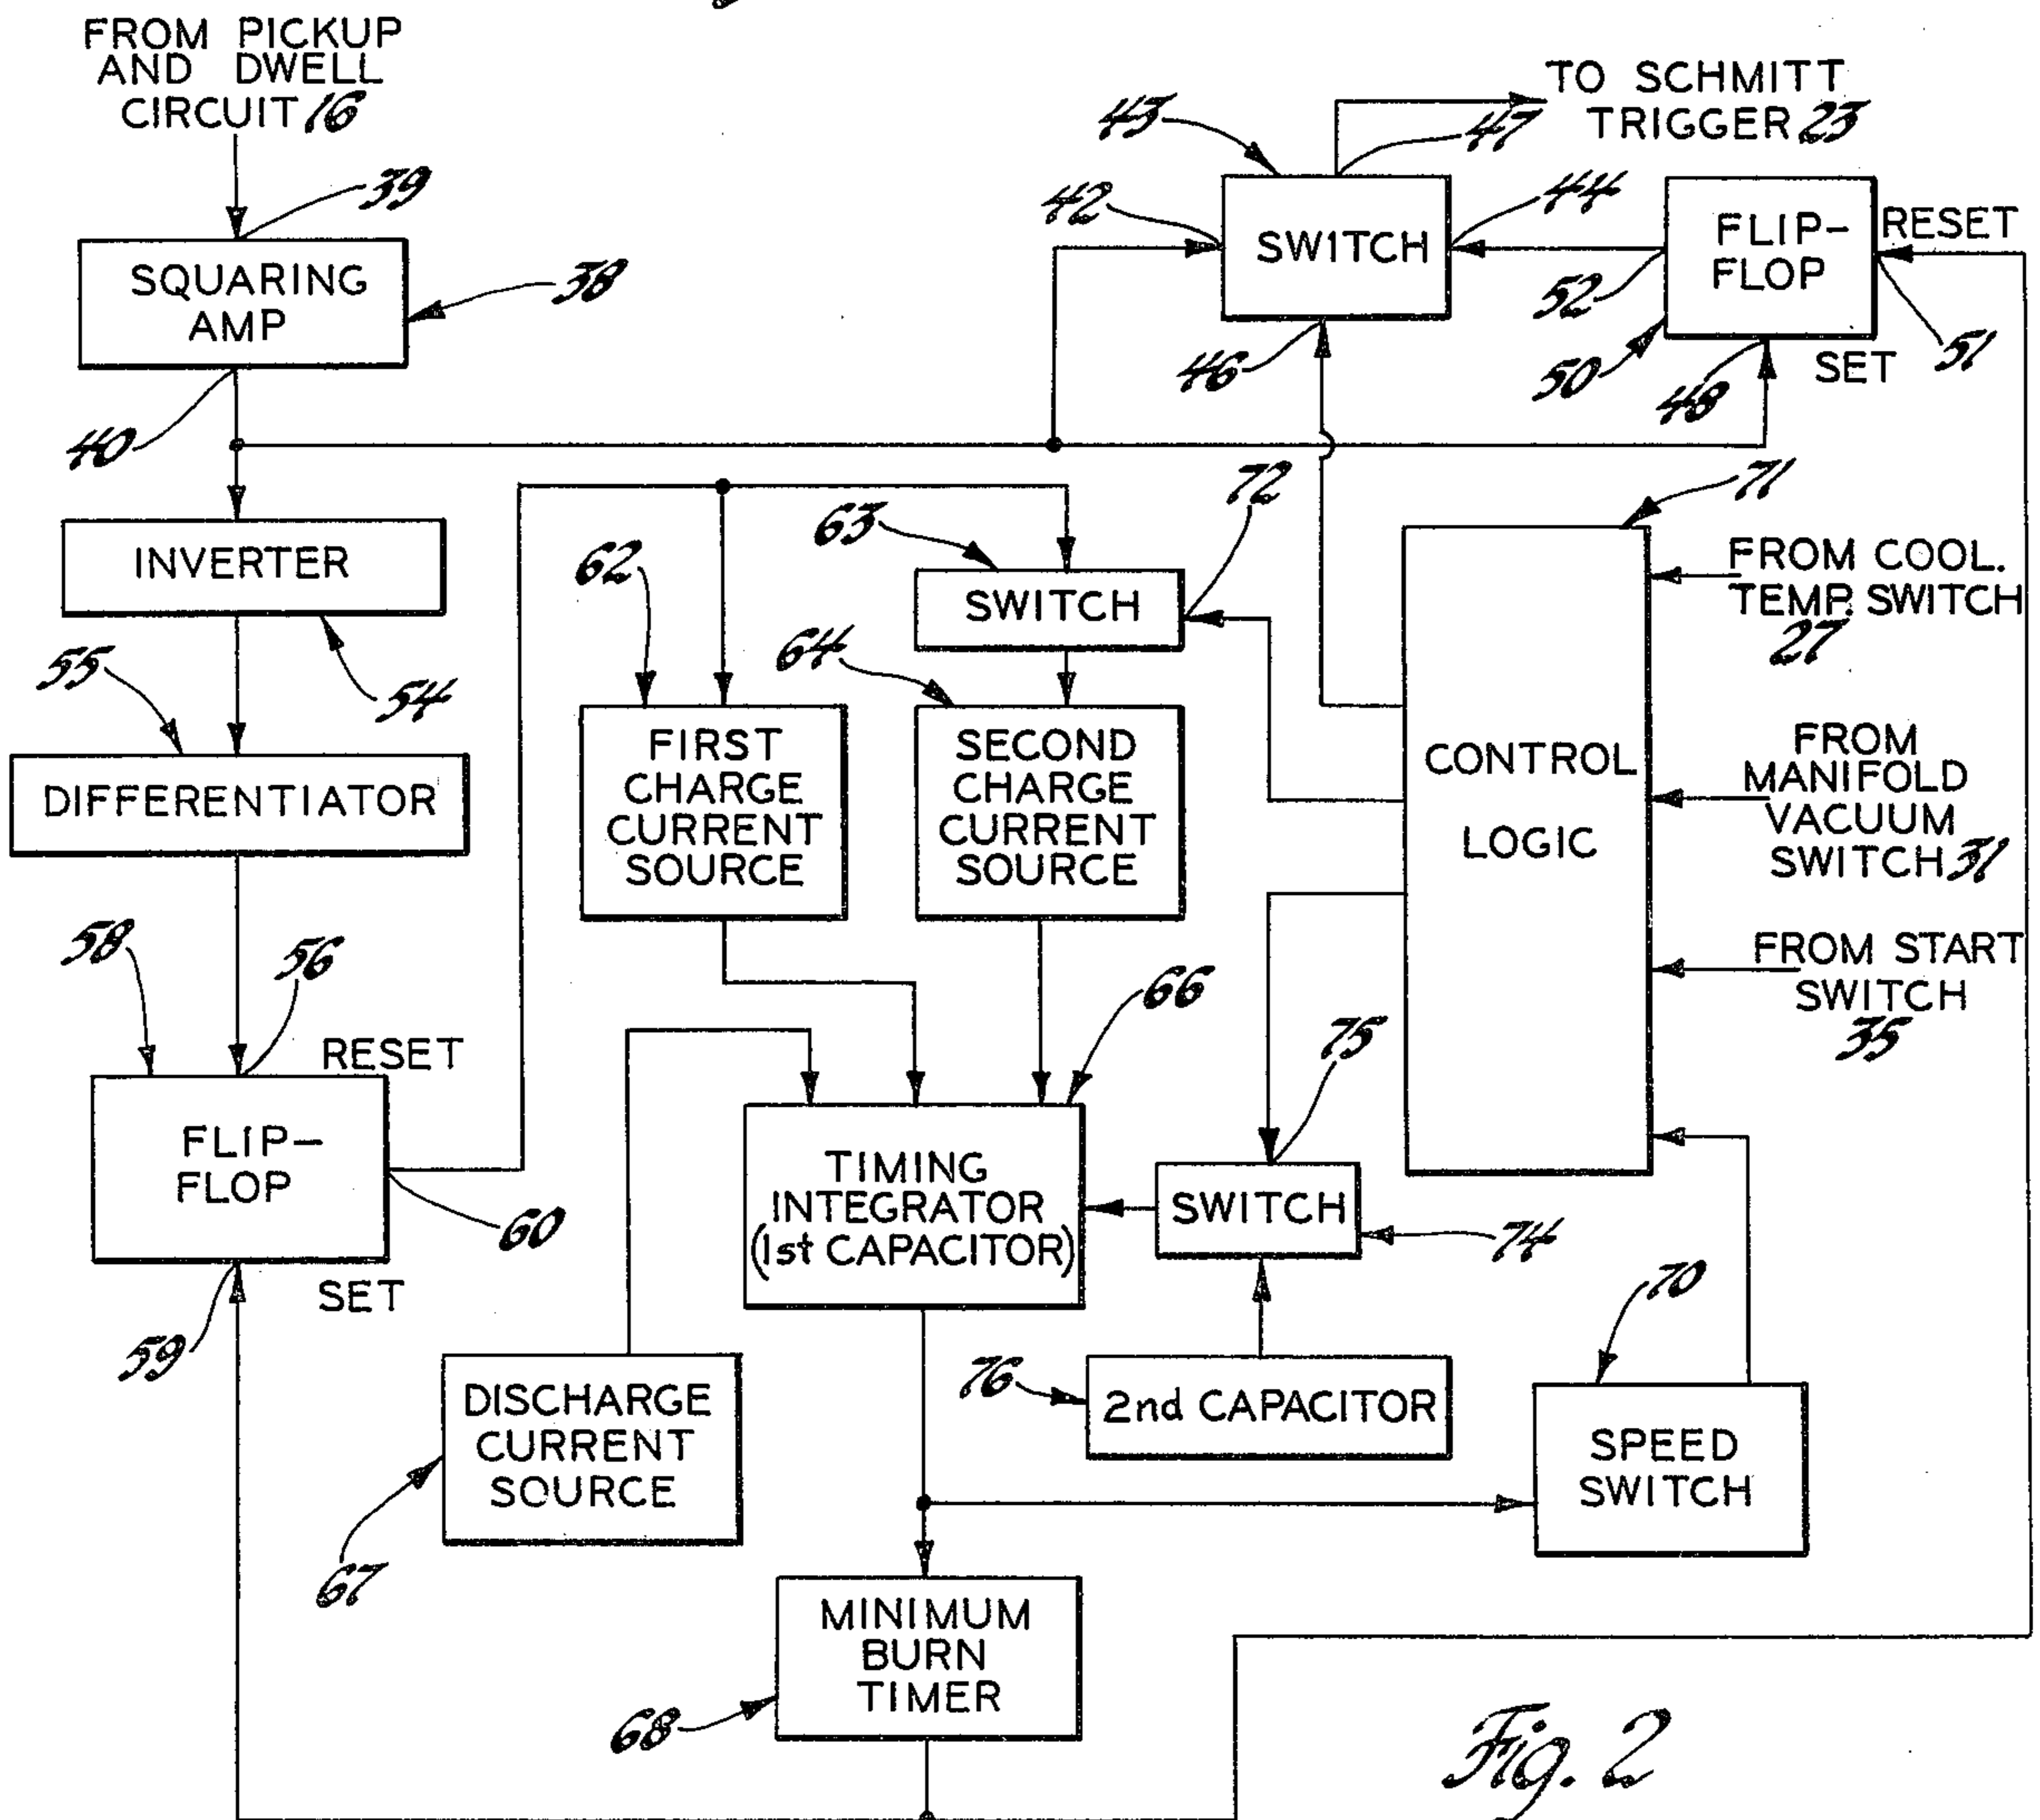 FROM PICKUP
AND DWELL
CIRCUIT 16
39
SQUARING
AMP
38
40
TO SCHMITT
TRIGGER 23
43
47
42
44
SWITCH
46
FLIP-
FLOP
RESET
52
50
48
SET
51
INVERTER
54
55
DIFFERENTIATOR
58
56
RESET
FLIP-
FLOP
60
59
SET
62
63
72
SWITCH
64
FIRST
CHARGE
CURRENT
SOURCE
SECOND
CHARGE
CURRENT
SOURCE
71
CONTROL
LOGIC
FROM COOL.
TEMP. SWITCH
27
FROM
MANIFOLD
VACUUM
SWITCH 31
FROM START
SWITCH
35
66
75
TIMING
INTEGRATOR
(1st CAPACITOR)
SWITCH
74
76
2nd CAPACITOR
70
SPEED
SWITCH
DISCHARGE
CURRENT
SOURCE
67
MINIMUM
BURN
TIMER
68
Fig. 2